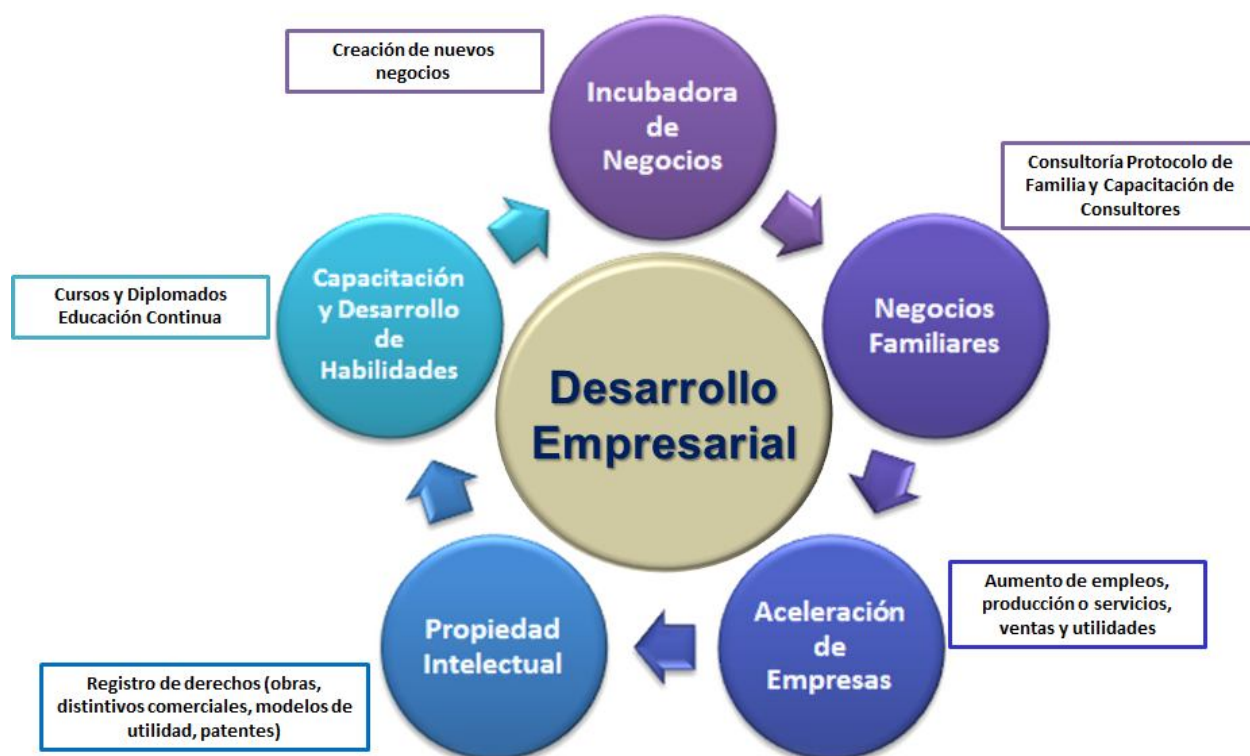 Creación de nuevos
negocios
Incubadora
de
Negocios
Consultoría Protocolo de
Familia y Capacitación de
Consultores
Negocios
Familiares
Capacitación
y Desarrollo
de
Habilidades
Cursos y Diplomados
Educación Continua
Desarrollo
Empresarial
Aceleración
de
Empresas
Aumento de empleos,
producción o servicios,
ventas y utilidades
Propiedad
Intelectual
Registro de derechos (obras,
distintivos comerciales, modelos de
utilidad, patentes)